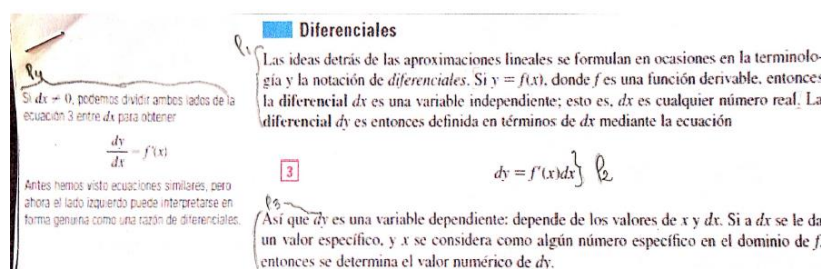 Diferenciales
P1
Las ideas detrás de las aproximaciones lineales se formulan en ocasiones en la terminolo-
gía y la notación de diferenciales. Si y = f(x), donde f es una función derivable, entonces
la diferencial dx es una variable independiente; esto es, dx es cualquier número real. La
diferencial dy es entonces definida en términos de dx mediante la ecuación
3 dy = f'(x)dx} P2
P3
Así que dy es una variable dependiente: depende de los valores de x y dx. Si a dx se le da
un valor específico, y x se considera como algún número específico en el dominio de f,
entonces se determina el valor numérico de dy.
P4
Si dx ≠ 0, podemos dividir ambos lados de la
ecuación 3 entre dx para obtener
dy/dx = f'(x)
Antes hemos visto ecuaciones similares, pero
ahora el lado izquierdo puede interpretarse en
forma genuina como una razón de diferenciales.